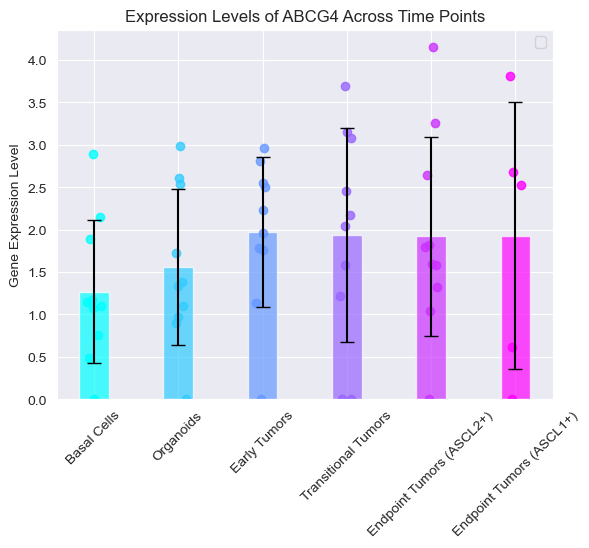 Expression Levels of ABCG4 Across Time Points
Gene Expression Level
4.0
3.5
3.0
2.5
2.0
1.5
1.0
0.5
0.0
Basal Cells
Organoids
Early Tumors
Transitional Tumors
Endpoint Tumors (ASCL2+)
Endpoint Tumors (ASCL1+)